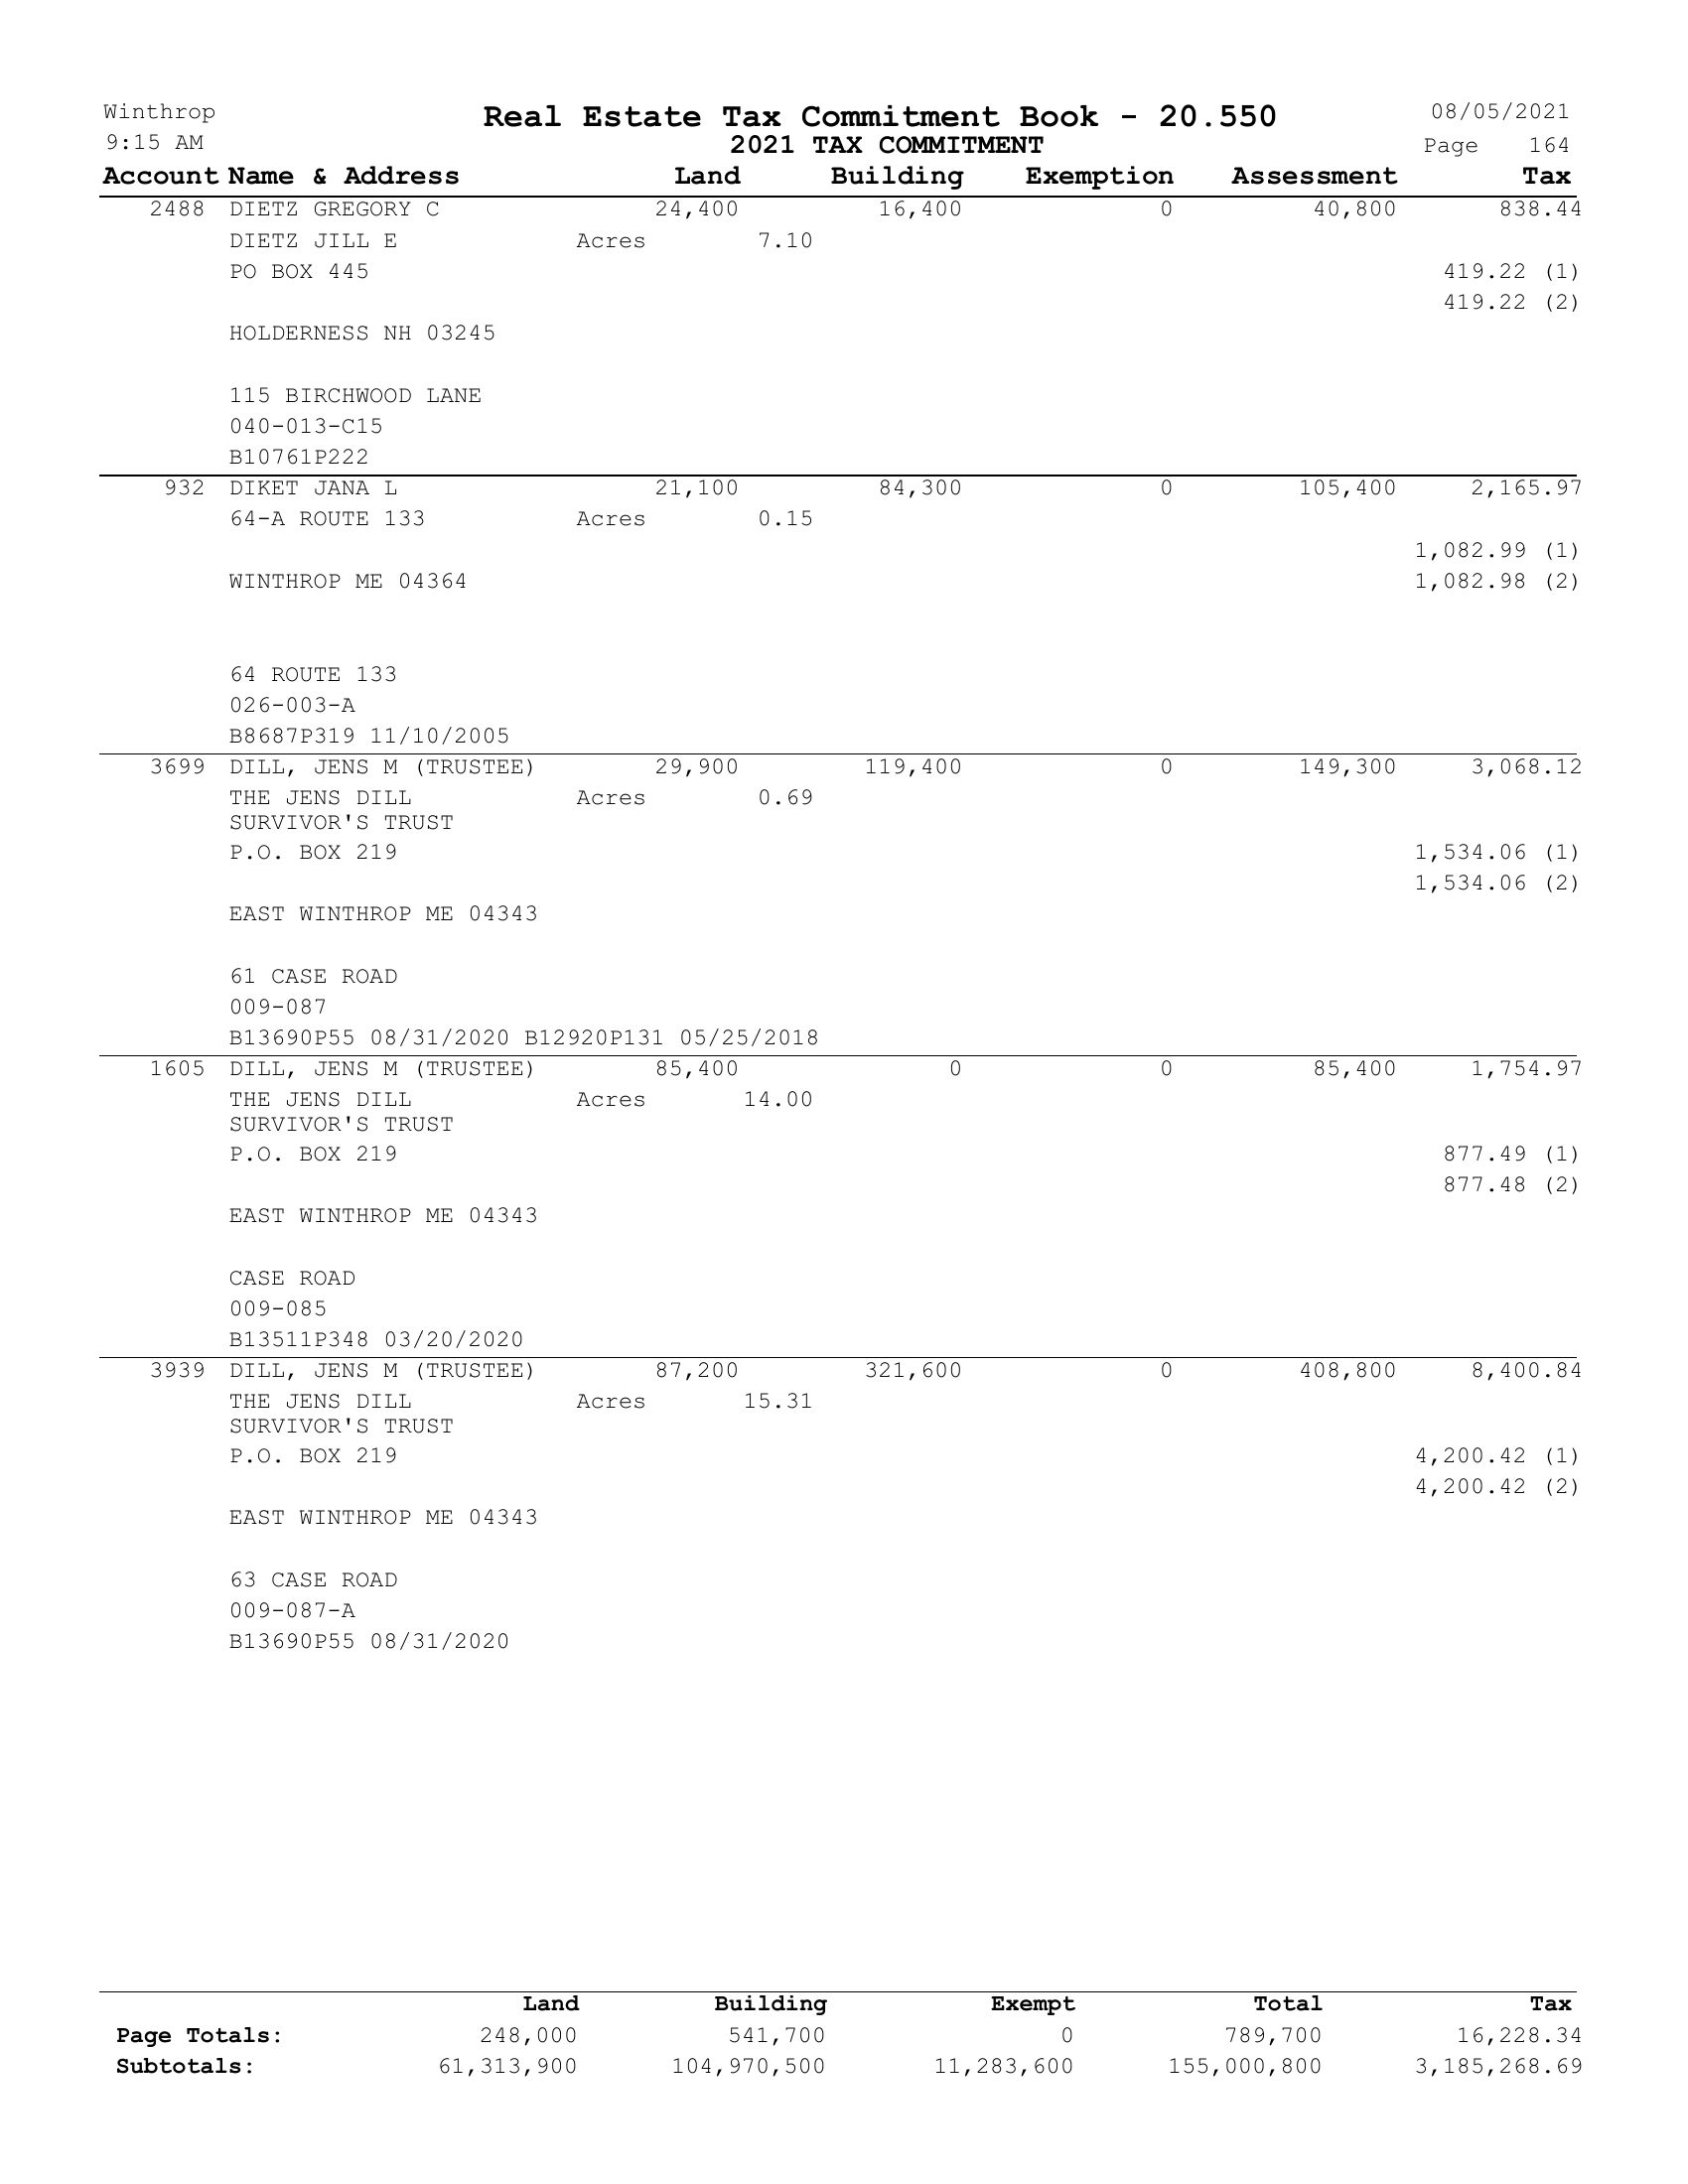 Winthrop Real Estate Tax Commitment Book - 20.550 08/05/2021
9:15 AM 2021 TAX COMMITMENT Page 164
Account Name & Address Land Building Exemption Assessment Tax
2488 DIETZ GREGORY C 24,400 16,400 0 40,800 838.44
DIETZ JILL E Acres 7.10
PO BOX 445 419.22 (1)
419.22 (2)
HOLDERNESS NH 03245
115 BIRCHWOOD LANE
040-013-C15
B10761P222
932 DIKET JANA L 21,100 84,300 0 105,400 2,165.97
64-A ROUTE 133 Acres 0.15
1,082.99 (1)
WINTHROP ME 04364 1,082.98 (2)
64 ROUTE 133
026-003-A
B8687P319 11/10/2005
3699 DILL, JENS M (TRUSTEE) 29,900 119,400 0 149,300 3,068.12
THE JENS DILL Acres 0.69
SURVIVOR'S TRUST
P.O. BOX 219 1,534.06 (1)
1,534.06 (2)
EAST WINTHROP ME 04343
61 CASE ROAD
009-087
B13690P55 08/31/2020 B12920P131 05/25/2018
1605 DILL, JENS M (TRUSTEE) 85,400 0 0 85,400 1,754.97
THE JENS DILL Acres 14.00
SURVIVOR'S TRUST
P.O. BOX 219 877.49 (1)
877.48 (2)
EAST WINTHROP ME 04343
CASE ROAD
009-085
B13511P348 03/20/2020
3939 DILL, JENS M (TRUSTEE) 87,200 321,600 0 408,800 8,400.84
THE JENS DILL Acres 15.31
SURVIVOR'S TRUST
P.O. BOX 219 4,200.42 (1)
4,200.42 (2)
EAST WINTHROP ME 04343
63 CASE ROAD
009-087-A
B13690P55 08/31/2020
Land Building Exempt Total Tax
Page Totals: 248,000 541,700 0 789,700 16,228.34
Subtotals: 61,313,900 104,970,500 11,283,600 155,000,800 3,185,268.69